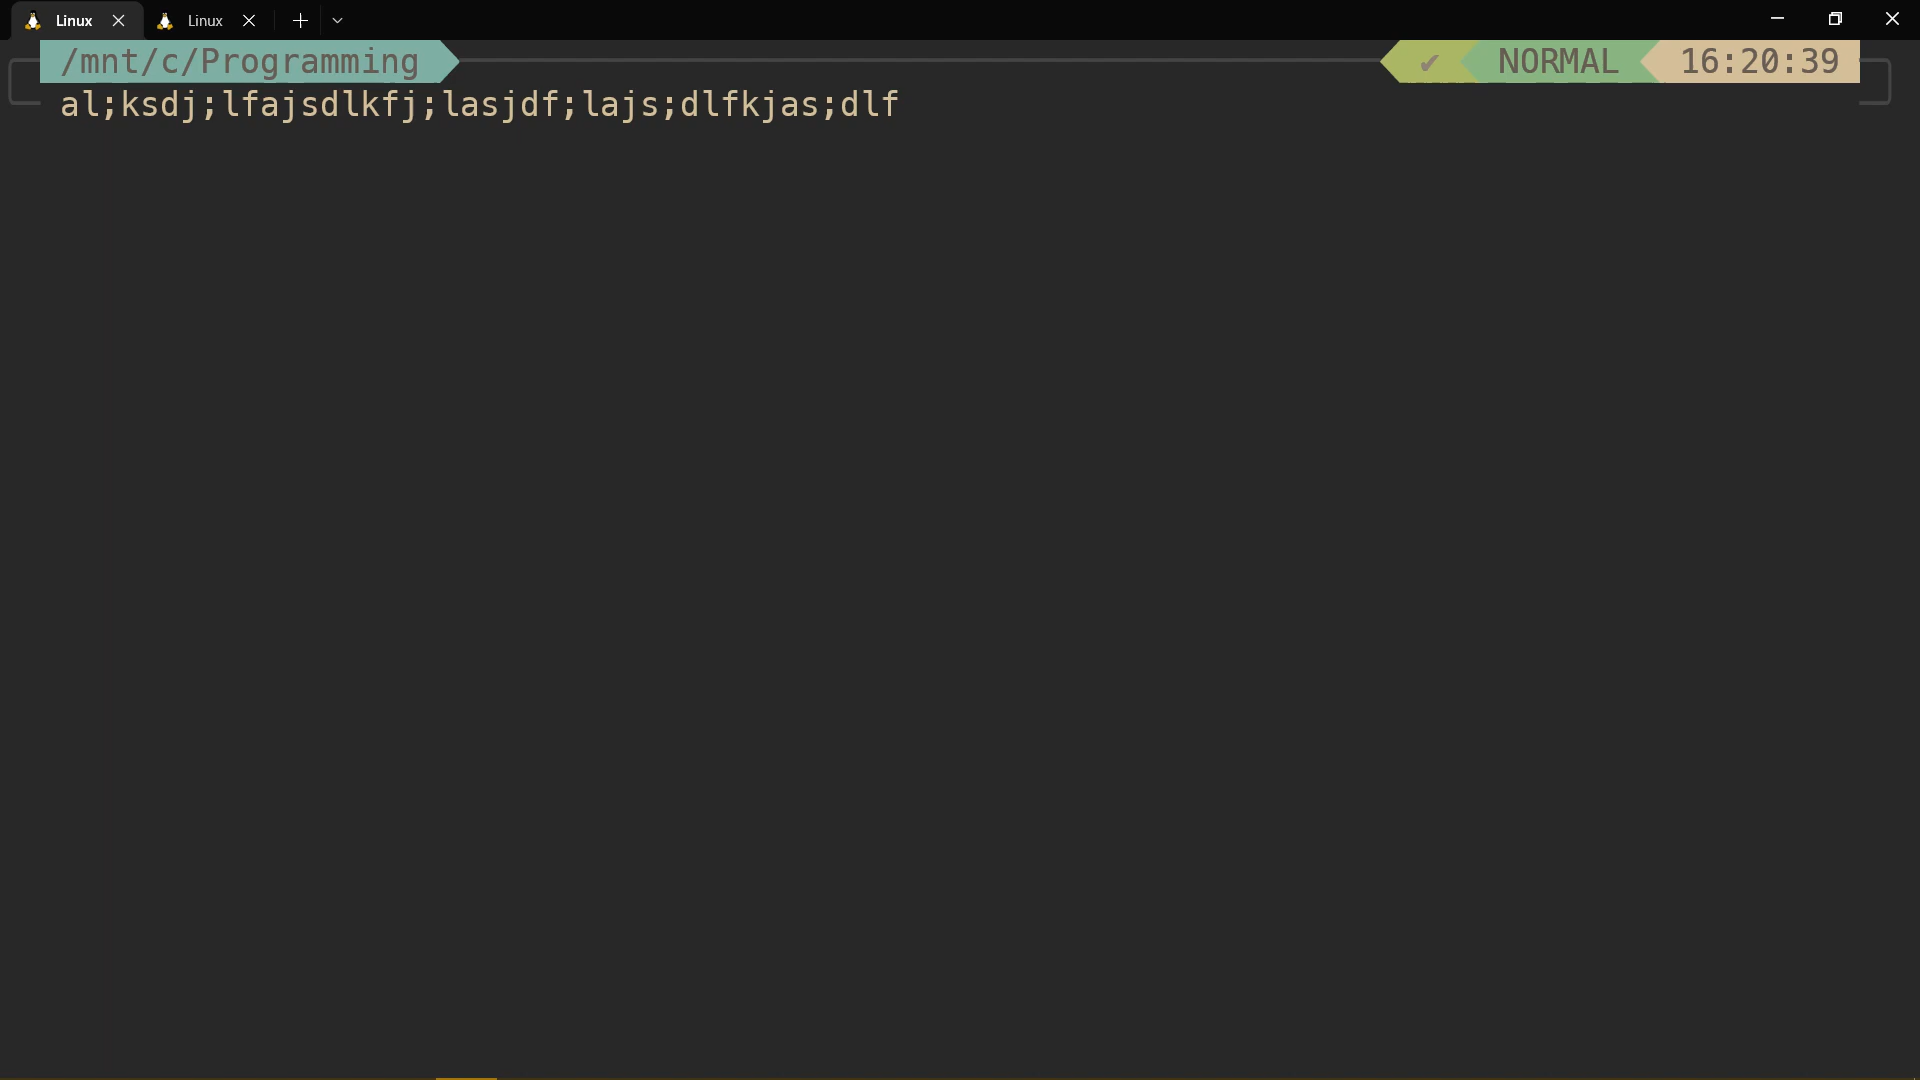 Linux Linux
/mnt/c/Programming ✔ NORMAL 16:20:39
al;ksdj;lfajsdlkfj;lasjdf;lajs;dlfkjas;dlf